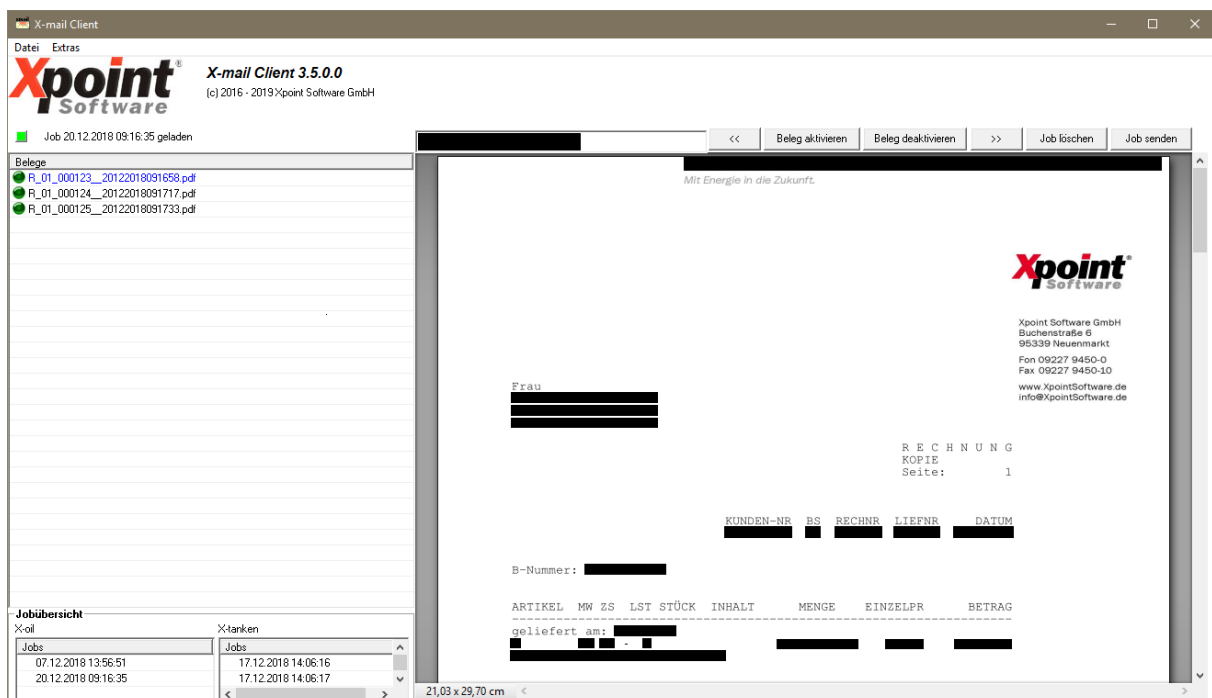 X-mail Client
Datei Extras
Xpoint® Software
X-mail Client 3.5.0.0
(c) 2016 - 2019 Xpoint Software GmbH
Job 20.12.2018 09:16:35 geladen
<< Beleg aktivieren Beleg deaktivieren >> Job löschen Job senden
Belege
R_01_000123__20122018091658.pdf
R_01_000124__20122018091717.pdf
R_01_000125__20122018091733.pdf
Mit Energie in die Zukunft.
Xpoint® Software
Xpoint Software GmbH
Buchenstraße 6
95339 Neuenmarkt
Fon 09227 9450-0
Fax 09227 9450-10
www.XpointSoftware.de
info@XpointSoftware.de
Frau
R E C H N U N G
KOPIE
Seite: 1
KUNDEN-NR BS RECHNR LIEFNR DATUM
B-Nummer:
ARTIKEL MW ZS LST STÜCK INHALT MENGE EINZELPR BETRAG
geliefert am:
-
Jobübersicht
X-oil X-tanken
Jobs Jobs
07.12.2018 13:56:51 17.12.2018 14:06:16
20.12.2018 09:16:35 17.12.2018 14:06:17
21,03 x 29,70 cm